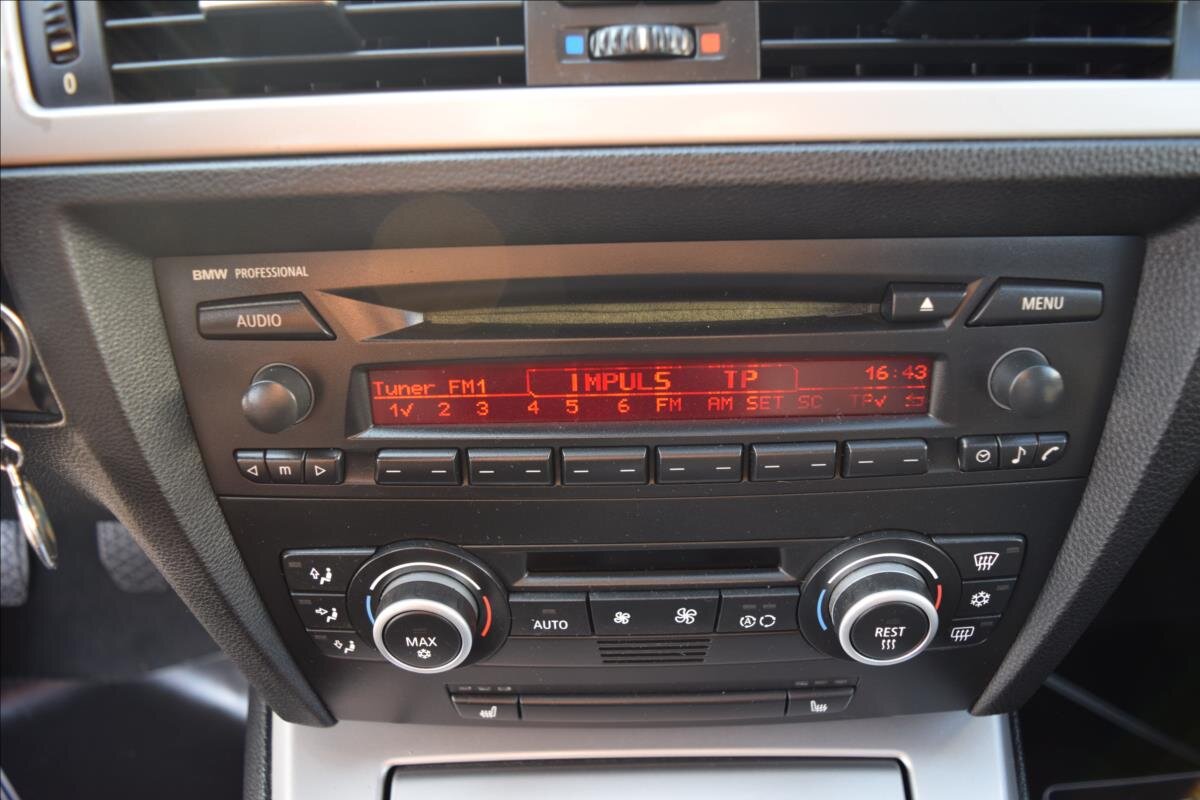 0
BMW PROFESSIONAL
AUDIO
MENU
Tuner FM1
IMPULS TP
16:43
1✓ 2 3 4 5 6 FM AM SET SC TP✓
m
AUTO
A
MAX
REST